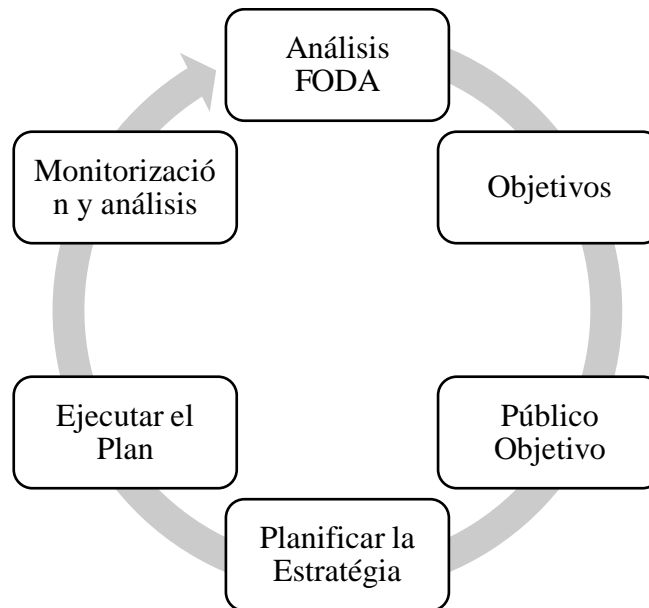 Análisis
FODA
Objetivos
Público
Objetivo
Planificar la
Estratégia
Ejecutar el
Plan
Monitorizació
n y análisis